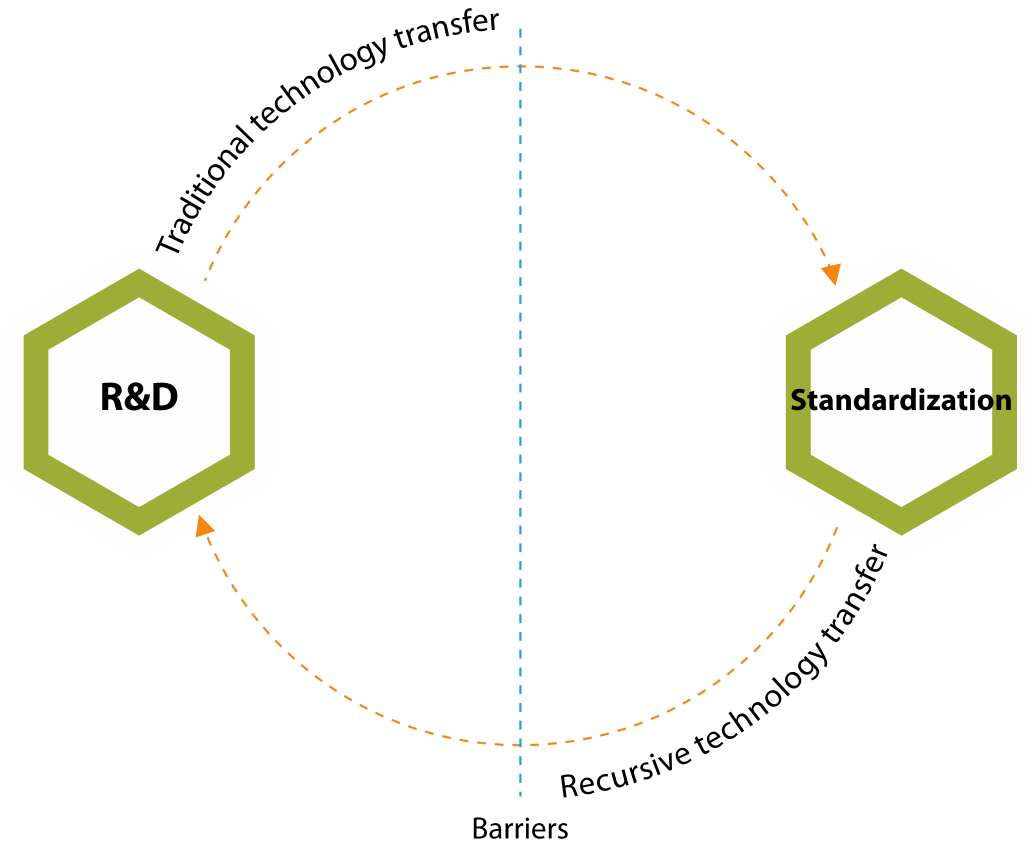 Traditional technology transfer
R&D
Standardization
Recursive technology transfer
Barriers